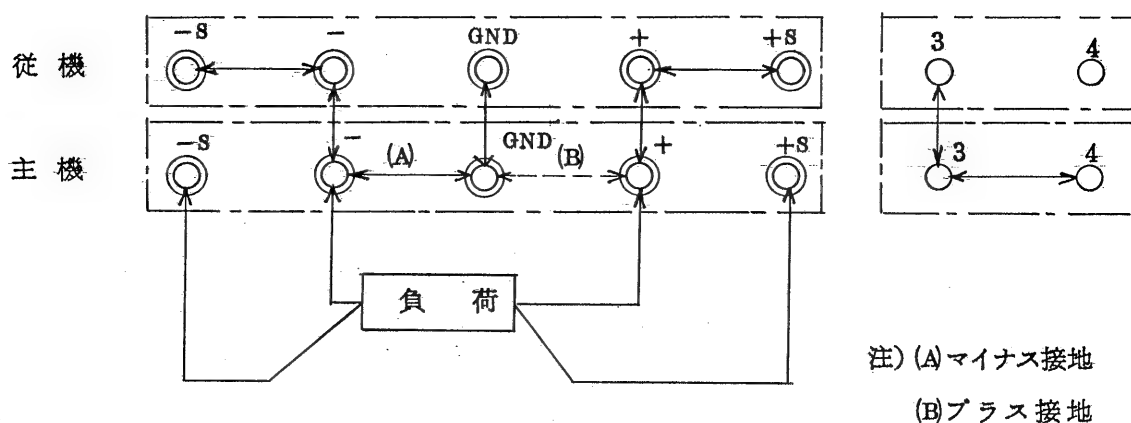 従機 -S - GND + +S 3 4
主機 -S - (A) GND (B) + +S 3 4
負荷
注) (A)マイナス接地
(B)プラス接地